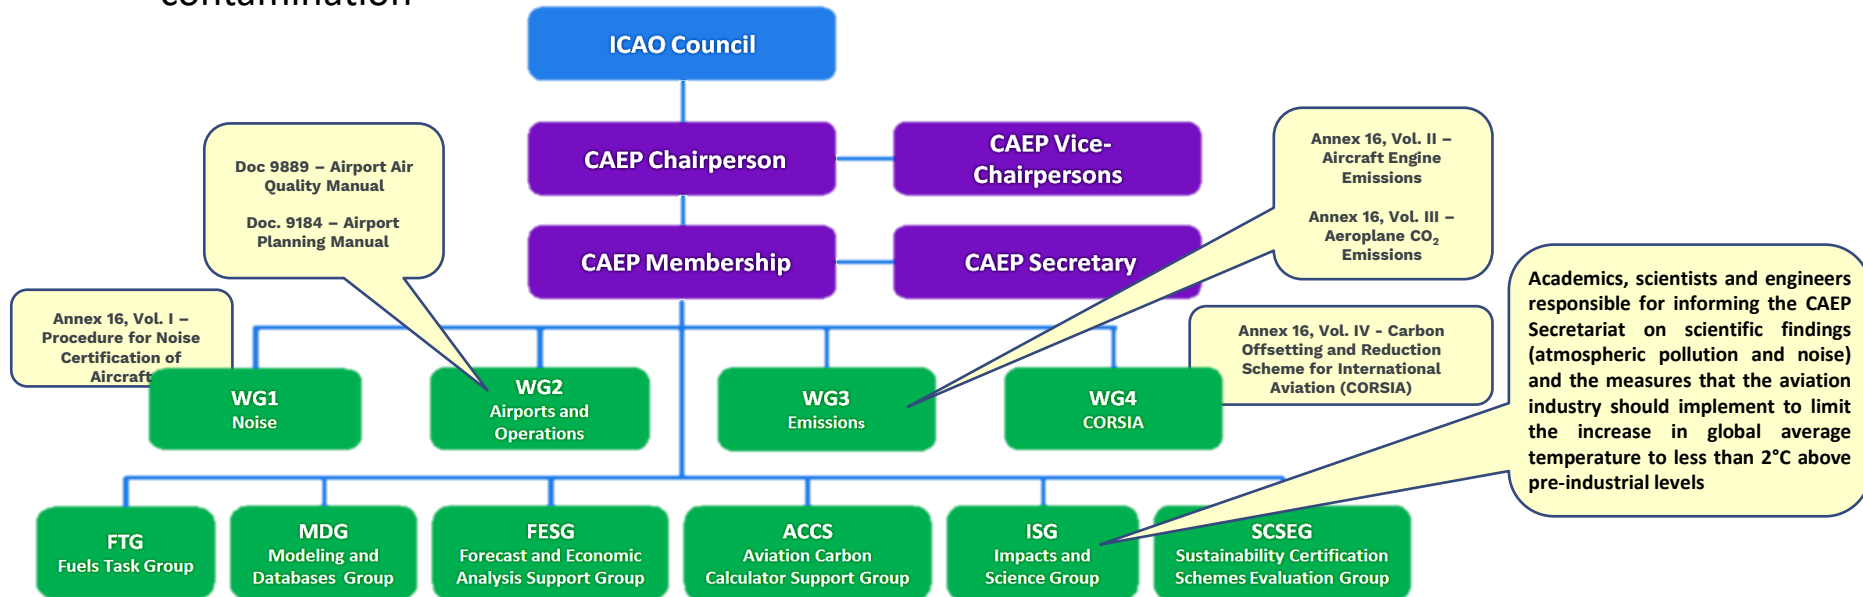 contamination
ICAO Council
CAEP Chairperson
CAEP Vice-
Chairpersons
CAEP Membership
CAEP Secretary
Doc 9889 – Airport Air
Quality Manual
Doc. 9184 – Airport
Planning Manual
Annex 16, Vol. II –
Aircraft Engine
Emissions
Annex 16, Vol. III –
Aeroplane CO₂
Emissions
Annex 16, Vol. I –
Procedure for Noise
Certification of
Aircraft
Annex 16, Vol. IV - Carbon
Offsetting and Reduction
Scheme for International
Aviation (CORSIA)
Academics, scientists and engineers
responsible for informing the CAEP
Secretariat on scientific findings
(atmospheric pollution and noise)
and the measures that the aviation
industry should implement to limit
the increase in global average
temperature to less than 2°C above
pre-industrial levels
WG1
Noise
WG2
Airports and
Operations
WG3
Emissions
WG4
CORSIA
FTG
Fuels Task Group
MDG
Modeling and
Databases Group
FESG
Forecast and Economic
Analysis Support Group
ACCS
Aviation Carbon
Calculator Support Group
ISG
Impacts and
Science Group
SCSEG
Sustainability Certification
Schemes Evaluation Group